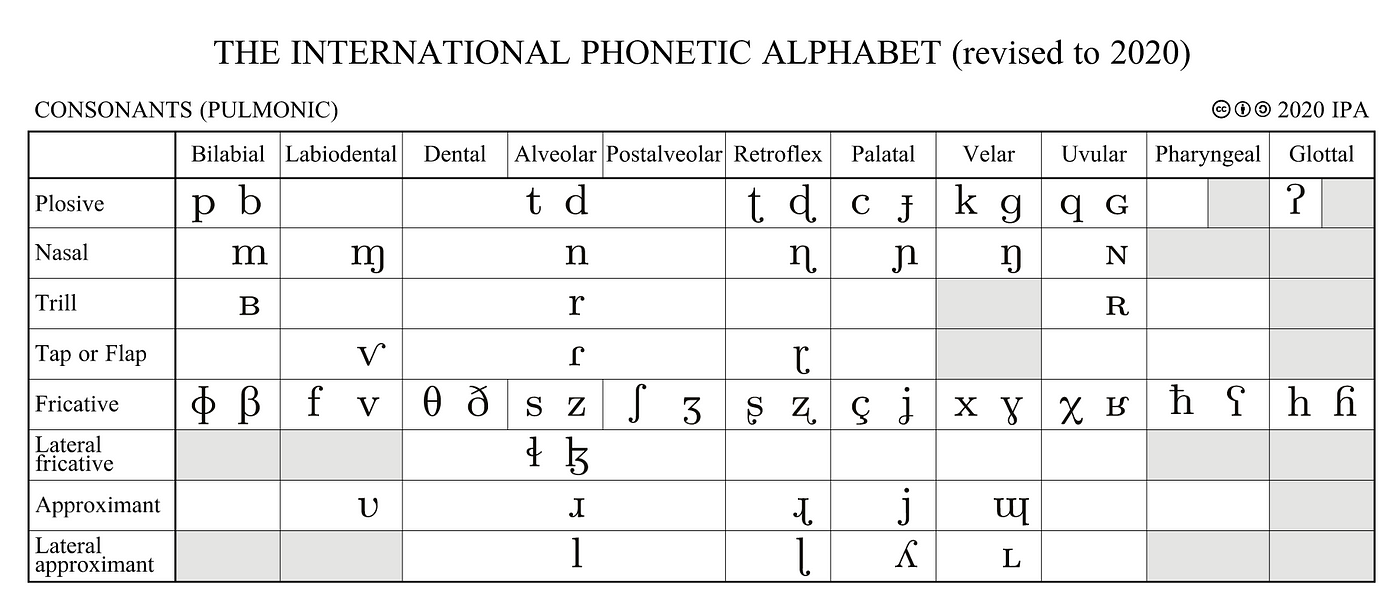 THE INTERNATIONAL PHONETIC ALPHABET (revised to 2020)
CONSONANTS (PULMONIC) 2020 IPA
Bilabial Labiodental Dental Alveolar Postalveolar Retroflex Palatal Velar Uvular Pharyngeal Glottal
Plosive p b t d ʈ ɖ c ɟ k ɡ q ɢ ʔ
Nasal m ɱ n ɳ ɲ ŋ ɴ
Trill ʙ r ʀ
Tap or Flap ⱱ ɾ ɽ
Fricative ɸ β f v θ ð s z ʃ ʒ ʂ ʐ ç ʝ x ɣ χ ʁ ħ ʕ h ɦ
Lateral
fricative ɬ ɮ
Approximant ʋ ɹ ɻ j ɰ
Lateral
approximant l ɭ ʎ ʟ